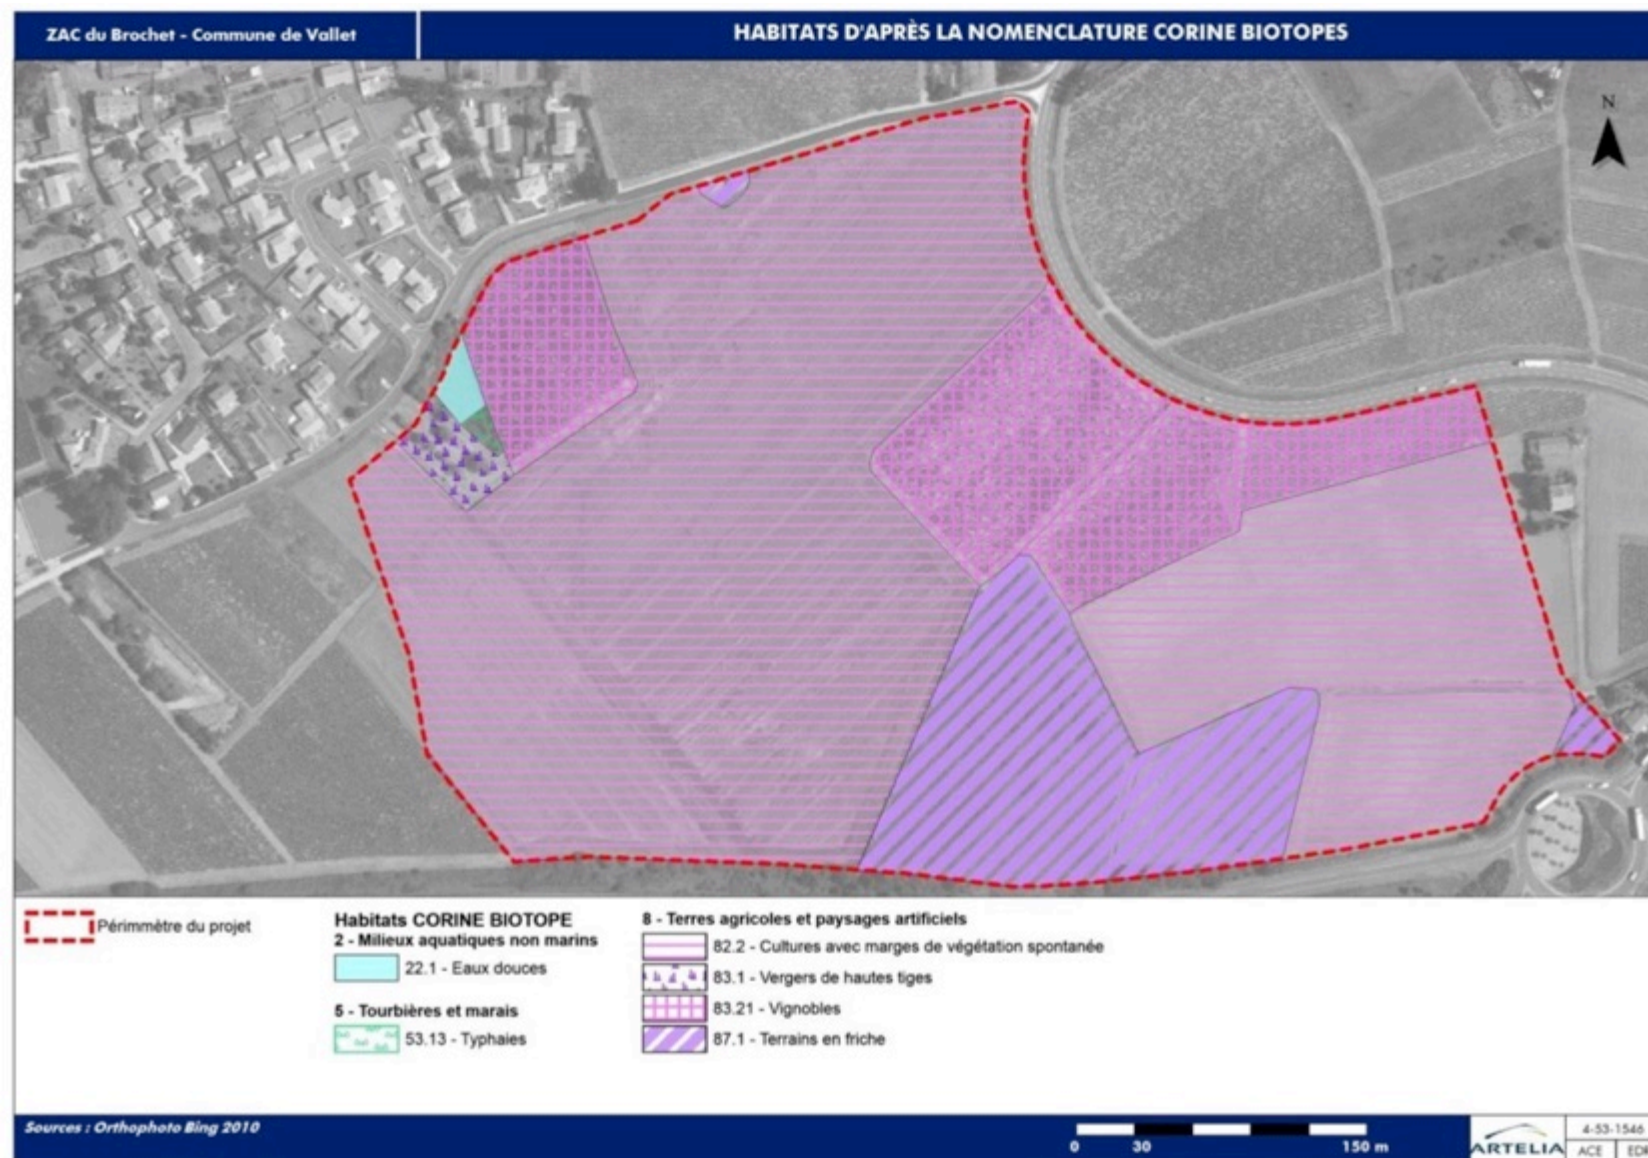 ZAC du Brochet - Commune de Vallet
HABITATS D'APRÈS LA NOMENCLATURE CORINE BIOTOPES
N
Périmmètre du projet
Habitats CORINE BIOTOPE
2 - Milieux aquatiques non marins
22.1 - Eaux douces
5 - Tourbières et marais
53.13 - Typhaies
8 - Terres agricoles et paysages artificiels
82.2 - Cultures avec marges de végétation spontanée
83.1 - Vergers de hautes tiges
83.21 - Vignobles
87.1 - Terrains en friche
Sources : Orthophoto Bing 2010
0 30 150 m
ARTELIA
4-53-1546
ACE